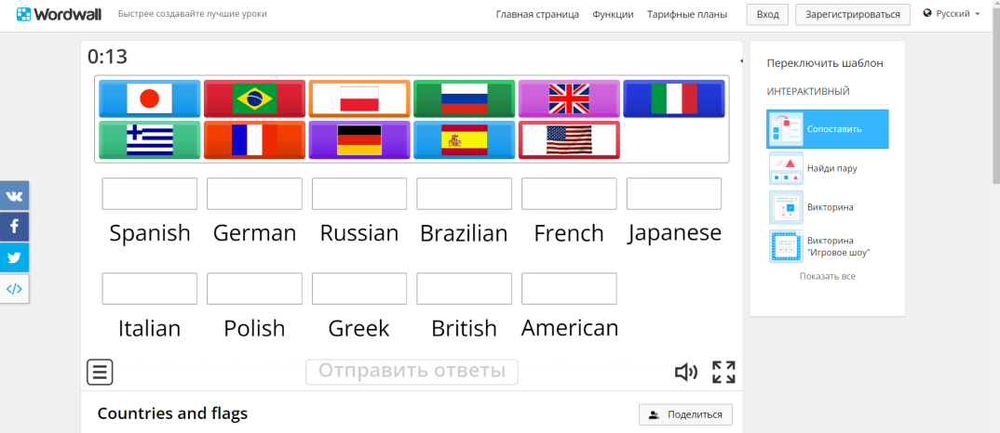 Wordwall Быстрее создавайте лучшие уроки Главная страница Функции Тарифные планы Вход Зарегистрироваться Русский
0:13
Spanish German Russian Brazilian French Japanese
Italian Polish Greek British American
Отправить ответы
Countries and flags
Поделиться
Переключить шаблон
ИНТЕРАКТИВНЫЙ
Сопоставить
Найди пару
Викторина
Викторина
"Игровое шоу"
Показать все